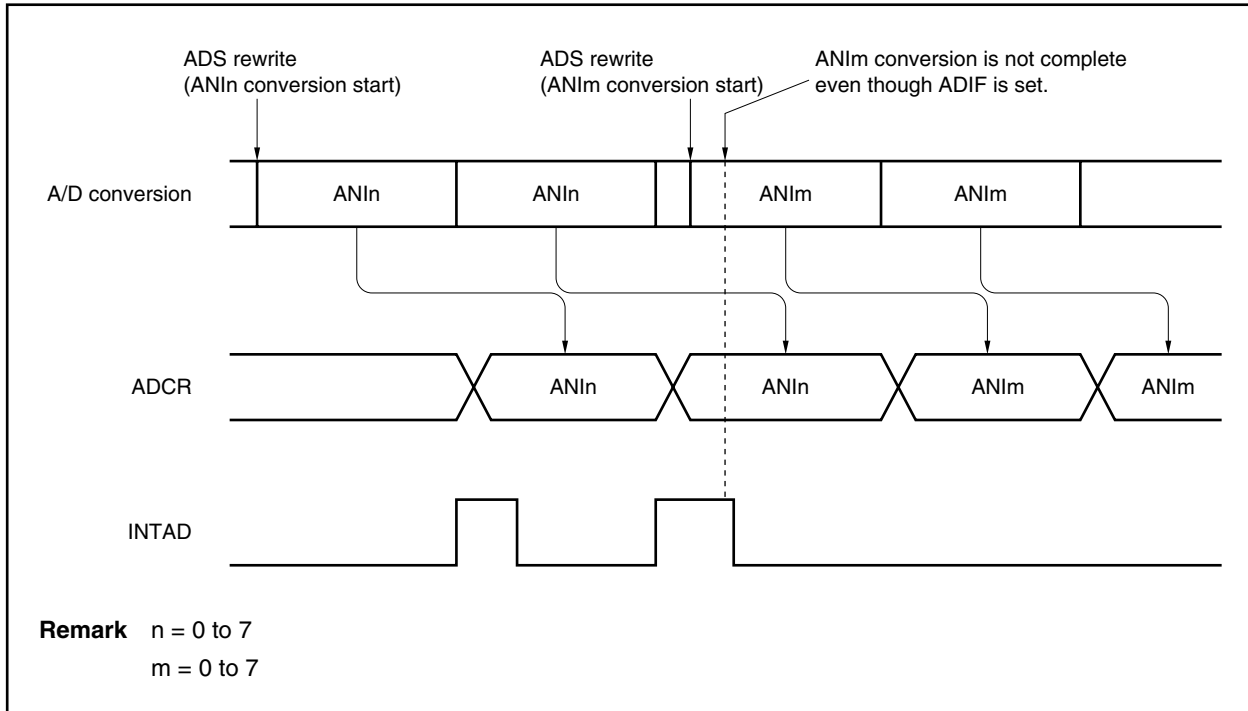 ADS rewrite
(ANIn conversion start)
ADS rewrite
(ANIm conversion start)
ANIm conversion is not complete
even though ADIF is set.
A/D conversion
ANIn
ANIn
ANIm
ANIm
ADCR
ANIn
ANIn
ANIm
ANIm
INTAD
Remark n = 0 to 7
m = 0 to 7